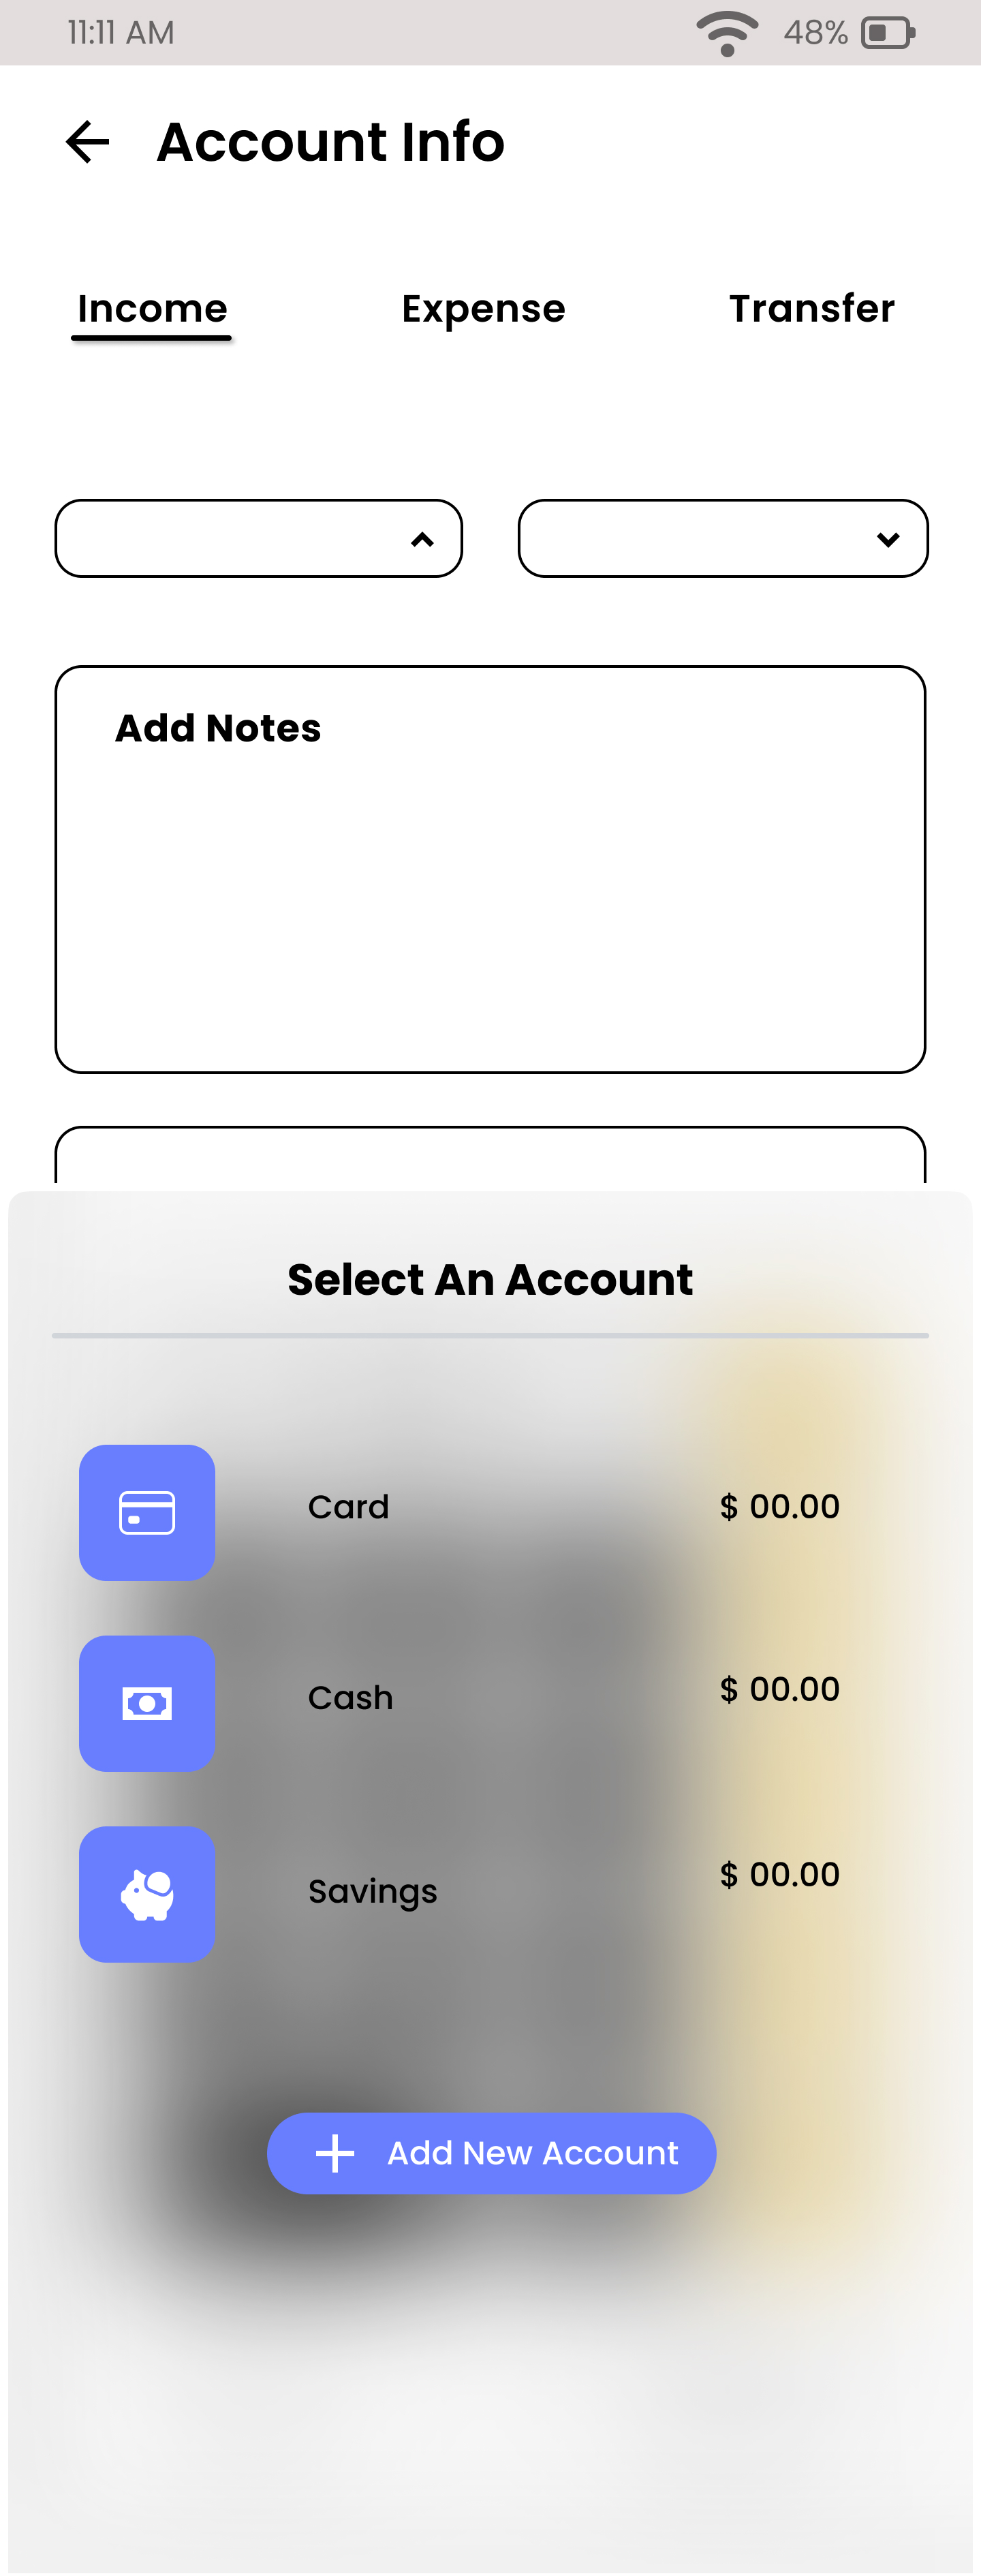 11:11 AM 48%
Account Info
Income Expense Transfer
Add Notes
Select An Account
Card $ 00.00
Cash $ 00.00
Savings $ 00.00
Add New Account